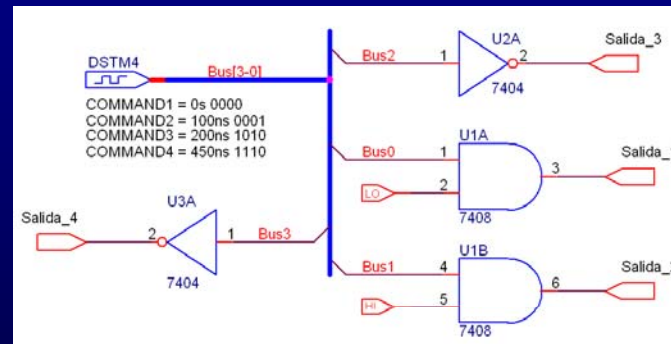 DSTM4
Bus[3-0]
COMMAND1 = 0s 0000
COMMAND2 = 100ns 0001
COMMAND3 = 200ns 1010
COMMAND4 = 450ns 1110
Bus2
1
U2A
2
7404
Salida_3
Bus0
1
2
LO
U1A
3
7408
Salida_
Salida_4
U3A
2
1
7404
Bus3
Bus1
4
5
HI
U1B
6
7408
Salida_